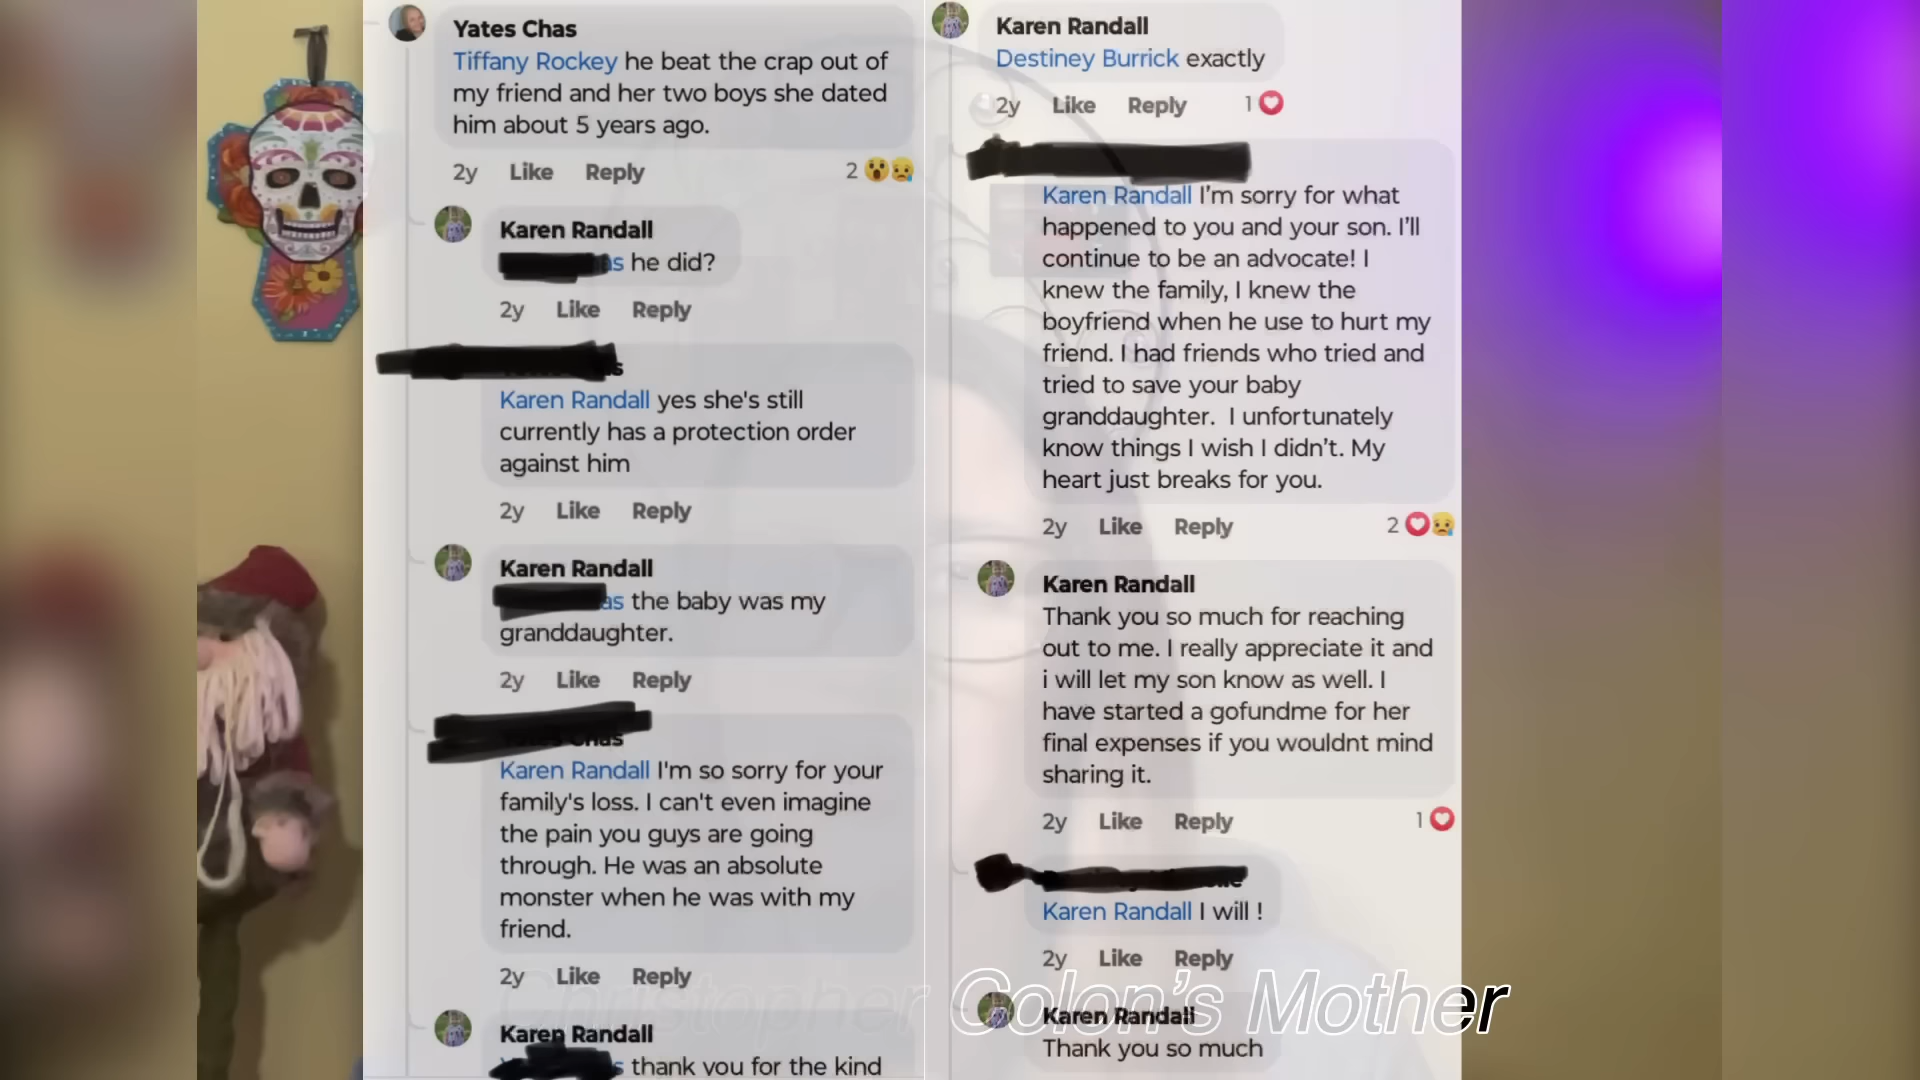 Yates Chas
Tiffany Rockey he beat the crap out of
my friend and her two boys she dated
him about 5 years ago.
2y Like Reply 2
Karen Randall
as he did?
2y Like Reply
Karen Randall yes she's still
currently has a protection order
against him
2y Like Reply
Karen Randall
as the baby was my
granddaughter.
2y Like Reply
Karen Randall I'm so sorry for your
family's loss. I can't even imagine
the pain you guys are going
through. He was an absolute
monster when he was with my
friend.
2y Like Reply
Karen Randall
s thank you for the kind
Karen Randall
Destiney Burrick exactly
2y Like Reply 1
Karen Randall I'm sorry for what
happened to you and your son. I'll
continue to be an advocate! I
knew the family, I knew the
boyfriend when he use to hurt my
friend. I had friends who tried and
tried to save your baby
granddaughter. I unfortunately
know things I wish I didn't. My
heart just breaks for you.
2y Like Reply 2
Karen Randall
Thank you so much for reaching
out to me. I really appreciate it and
i will let my son know as well. I
have started a gofundme for her
final expenses if you wouldnt mind
sharing it.
2y Like Reply 1
Karen Randall I will !
2y Like Reply
Karen Randall
Thank you so much
Christopher Colon's Mother